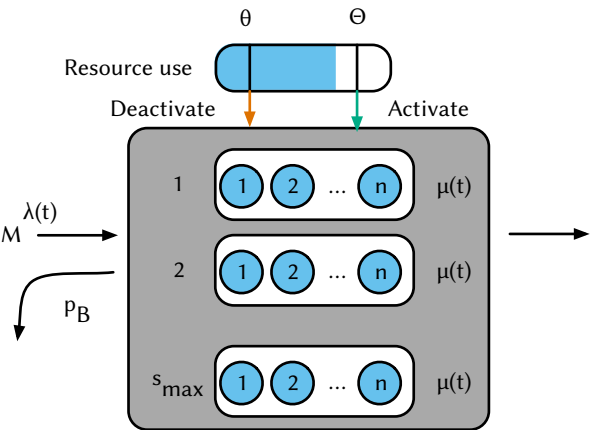 θ Θ
Resource use
Deactivate Activate
1 1 2 ... n μ(t)
M λ(t)
2 1 2 ... n μ(t)
p_B
s_max 1 2 ... n μ(t)